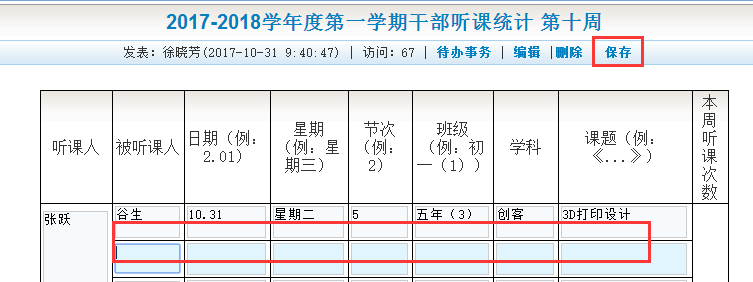 2017-2018学年度第一学期干部听课统计 第十周
发表：徐晓芳(2017-10-31 9:40:47) | 访问：67 | 待办事务 | 编辑 |删除 保存
听课人 被听课人 日期（例：2.01） 星期（例：星期三） 节次（例：2） 班级（例：初一（1）） 学科 课题（例：《...》） 本周听课次数
张跃 谷生 10.31 星期二 5 五年（3） 创客 3D打印设计